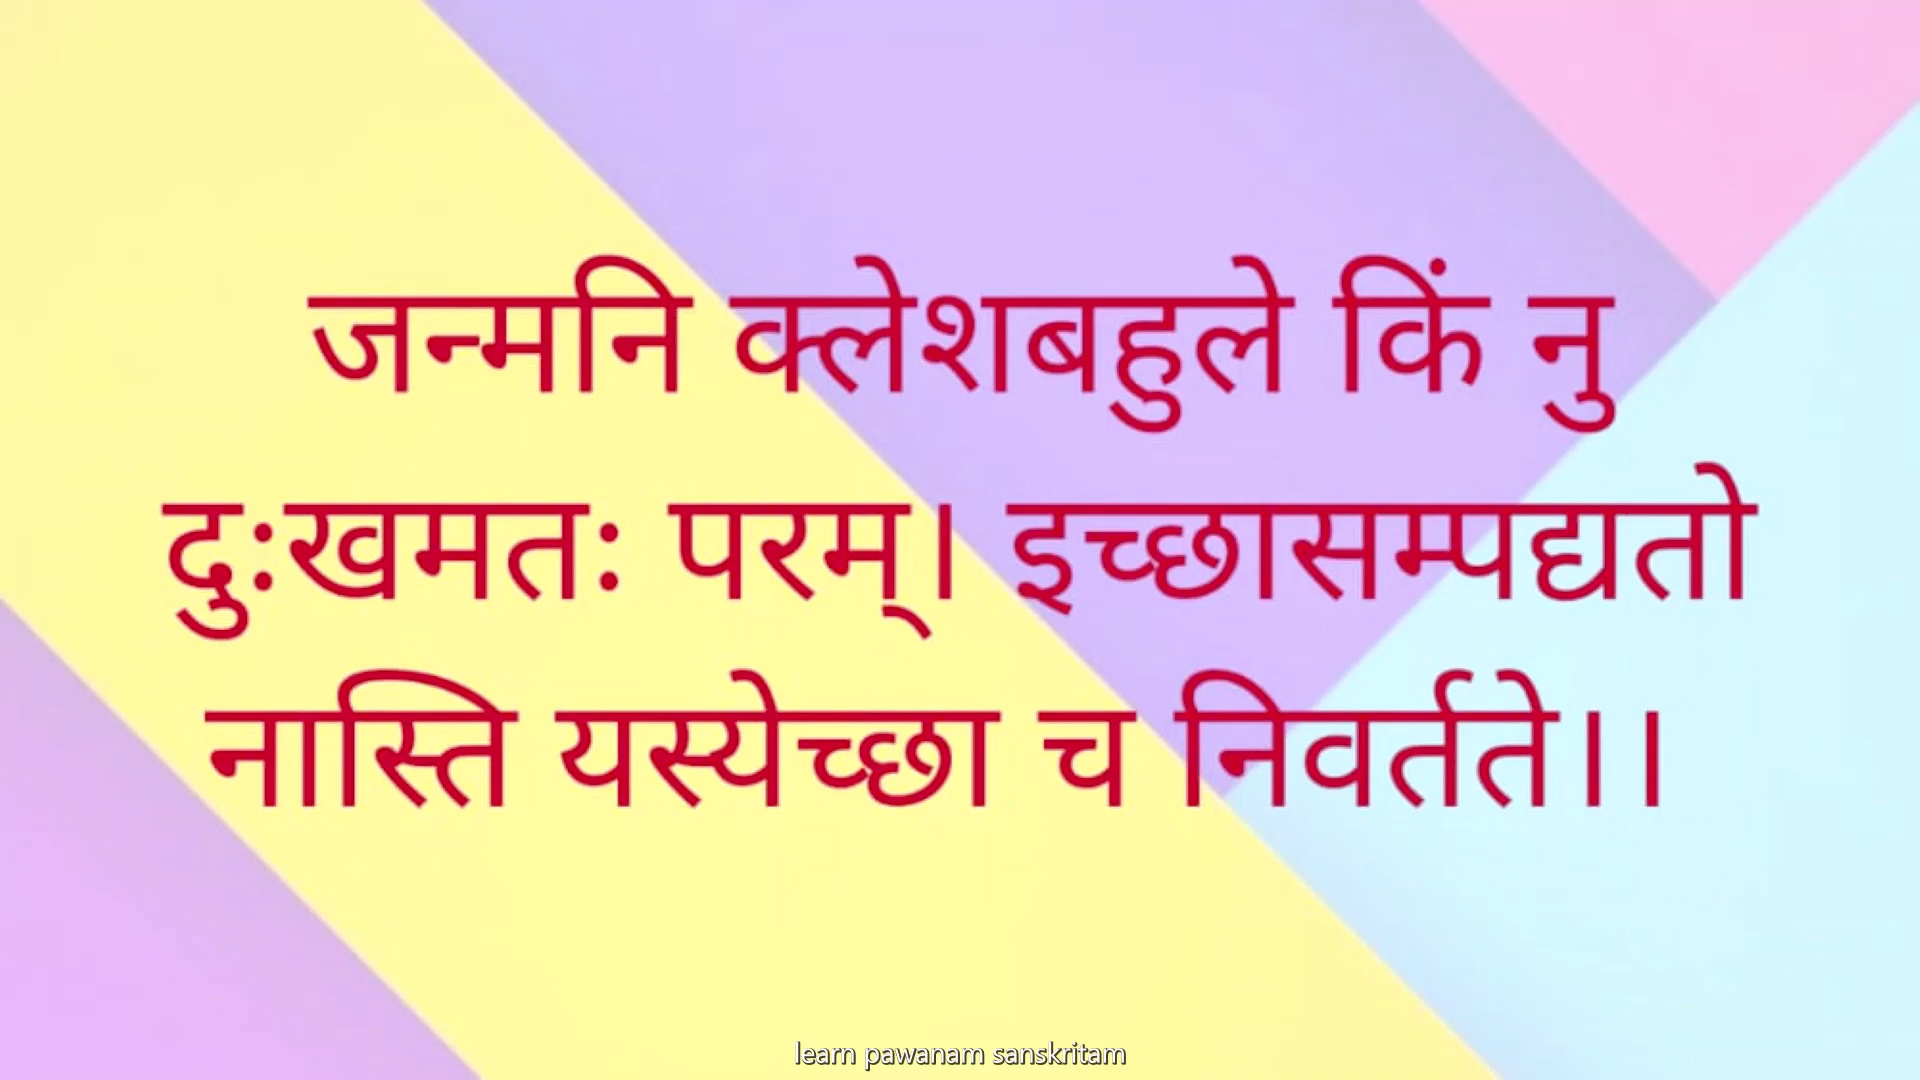 जन्मनि क्लेशबहुले किं नु
दुःखमतः परम्। इच्छासम्पद्यतो
नास्ति यस्येच्छा च निवर्तते।।
learn pawanam sanskritam